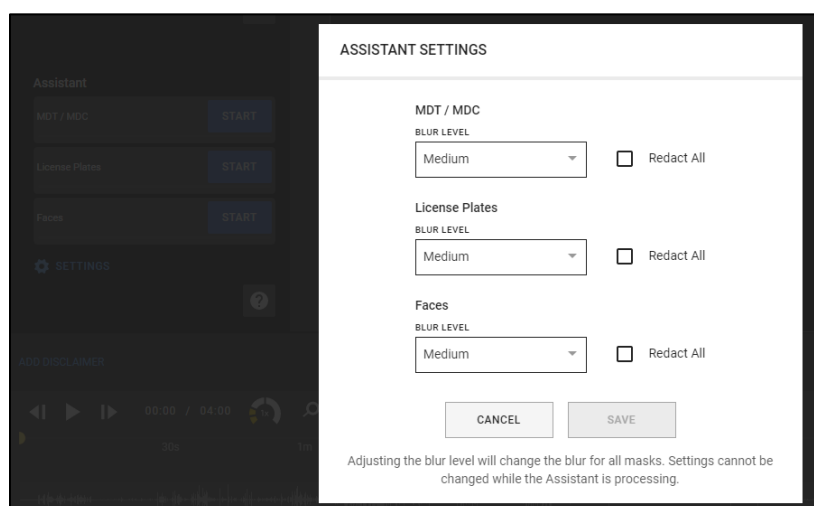 Assistant
MDT / MDC
START
License Plates
START
Faces
START
SETTINGS
?
ADD DISCLAIMER
00:00 / 04:00
1x
30s
1m
ASSISTANT SETTINGS
MDT / MDC
BLUR LEVEL
Medium
Redact All
License Plates
BLUR LEVEL
Medium
Redact All
Faces
BLUR LEVEL
Medium
Redact All
CANCEL
SAVE
Adjusting the blur level will change the blur for all masks. Settings cannot be
changed while the Assistant is processing.